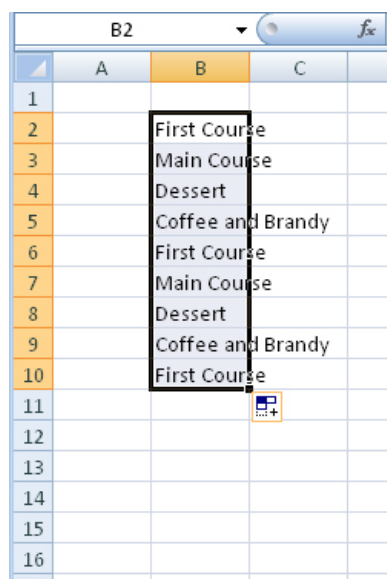 B2 fx
A B C
1
2 First Course
3 Main Course
4 Dessert
5 Coffee and Brandy
6 First Course
7 Main Course
8 Dessert
9 Coffee and Brandy
10 First Course
11
12
13
14
15
16